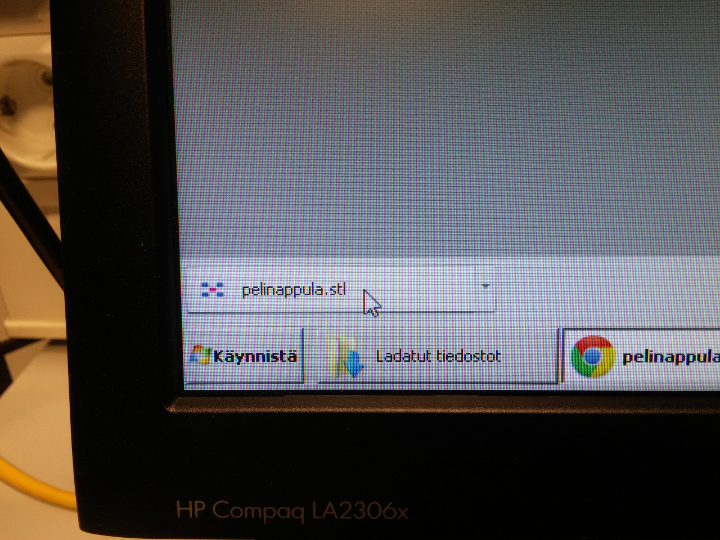 pelinappula.stl
Käynnistä Ladatut tiedostot pelinappula
HP Compaq LA2306x